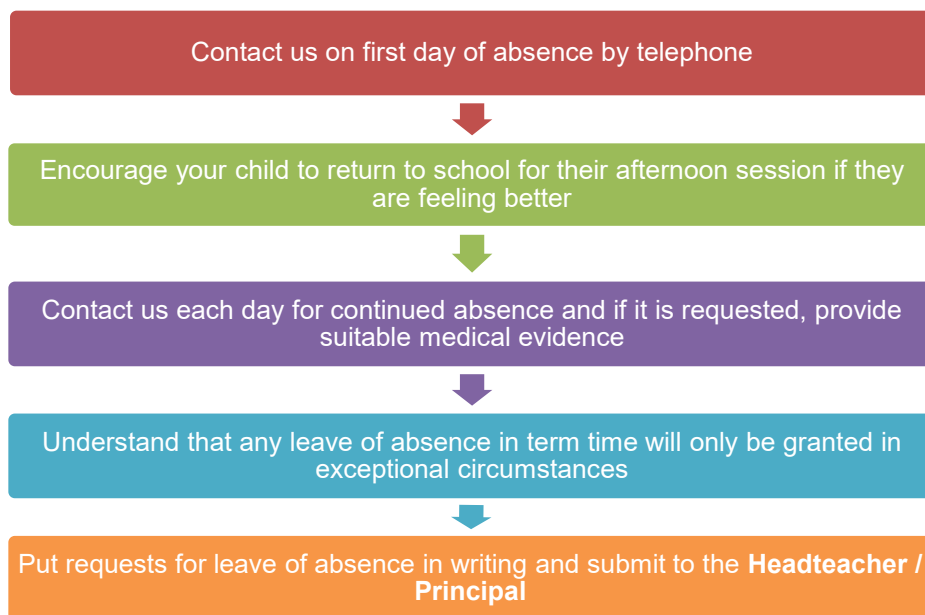 Contact us on first day of absence by telephone
Encourage your child to return to school for their afternoon session if they
are feeling better
Contact us each day for continued absence and if it is requested, provide
suitable medical evidence
Understand that any leave of absence in term time will only be granted in
exceptional circumstances
Put requests for leave of absence in writing and submit to the Headteacher /
Principal